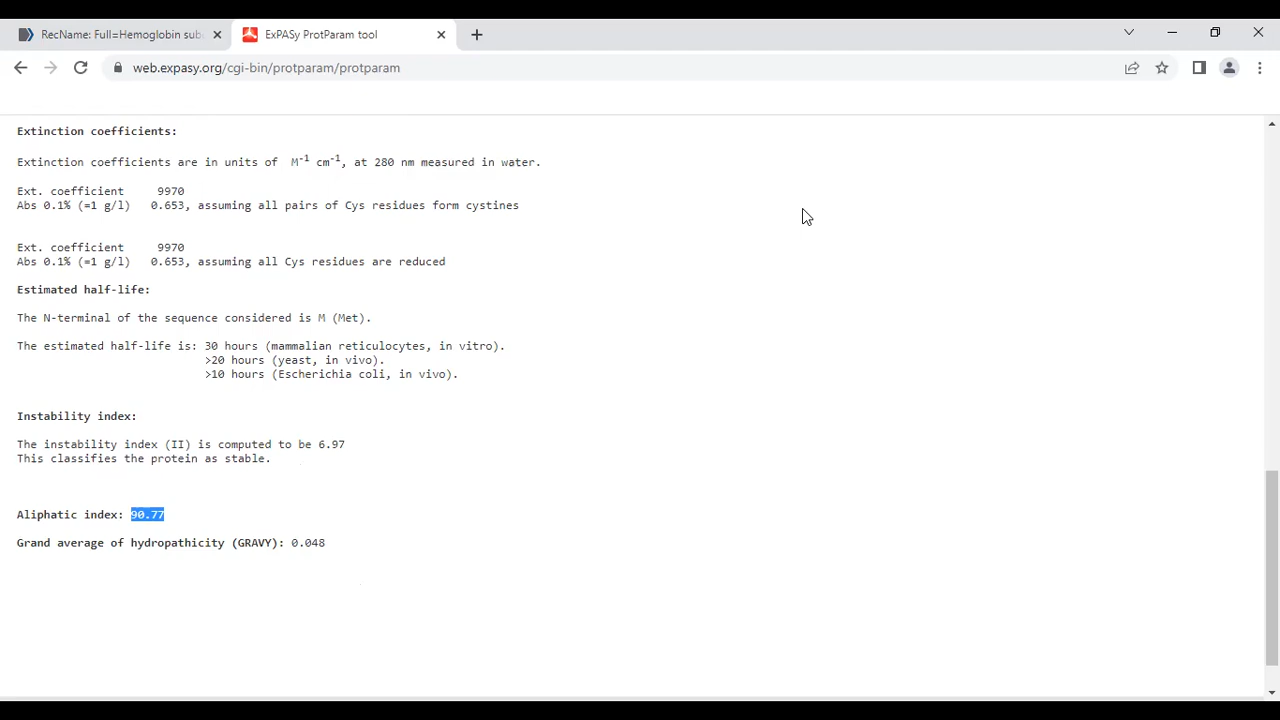 RecName: Full=Hemoglobin sub
ExPASy ProtParam tool
web.expasy.org/cgi-bin/protparam/protparam
Extinction coefficients:
Extinction coefficients are in units of M-1 cm-1, at 280 nm measured in water.
Ext. coefficient 9970
Abs 0.1% (=1 g/l) 0.653, assuming all pairs of Cys residues form cystines
Ext. coefficient 9970
Abs 0.1% (=1 g/l) 0.653, assuming all Cys residues are reduced
Estimated half-life:
The N-terminal of the sequence considered is M (Met).
The estimated half-life is: 30 hours (mammalian reticulocytes, in vitro).
>20 hours (yeast, in vivo).
>10 hours (Escherichia coli, in vivo).
Instability index:
The instability index (II) is computed to be 6.97
This classifies the protein as stable.
Aliphatic index: 90.77
Grand average of hydropathicity (GRAVY): 0.048